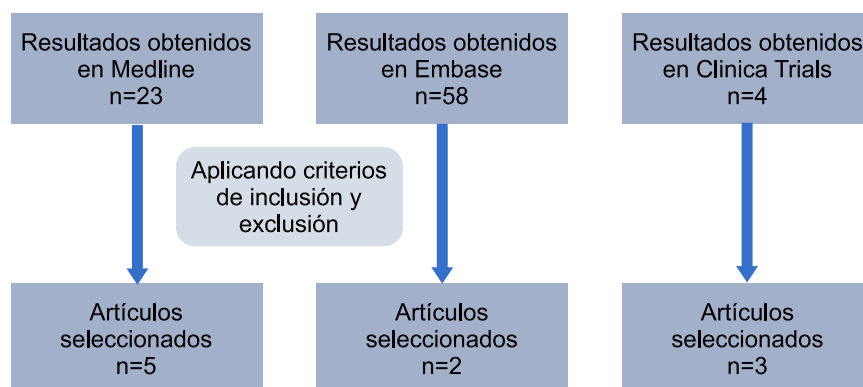 Resultados obtenidos
en Medline
n=23
Resultados obtenidos
en Embase
n=58
Resultados obtenidos
en Clinica Trials
n=4
Aplicando criterios
de inclusión y
exclusión
Artículos
seleccionados
n=5
Artículos
seleccionados
n=2
Artículos
seleccionados
n=3